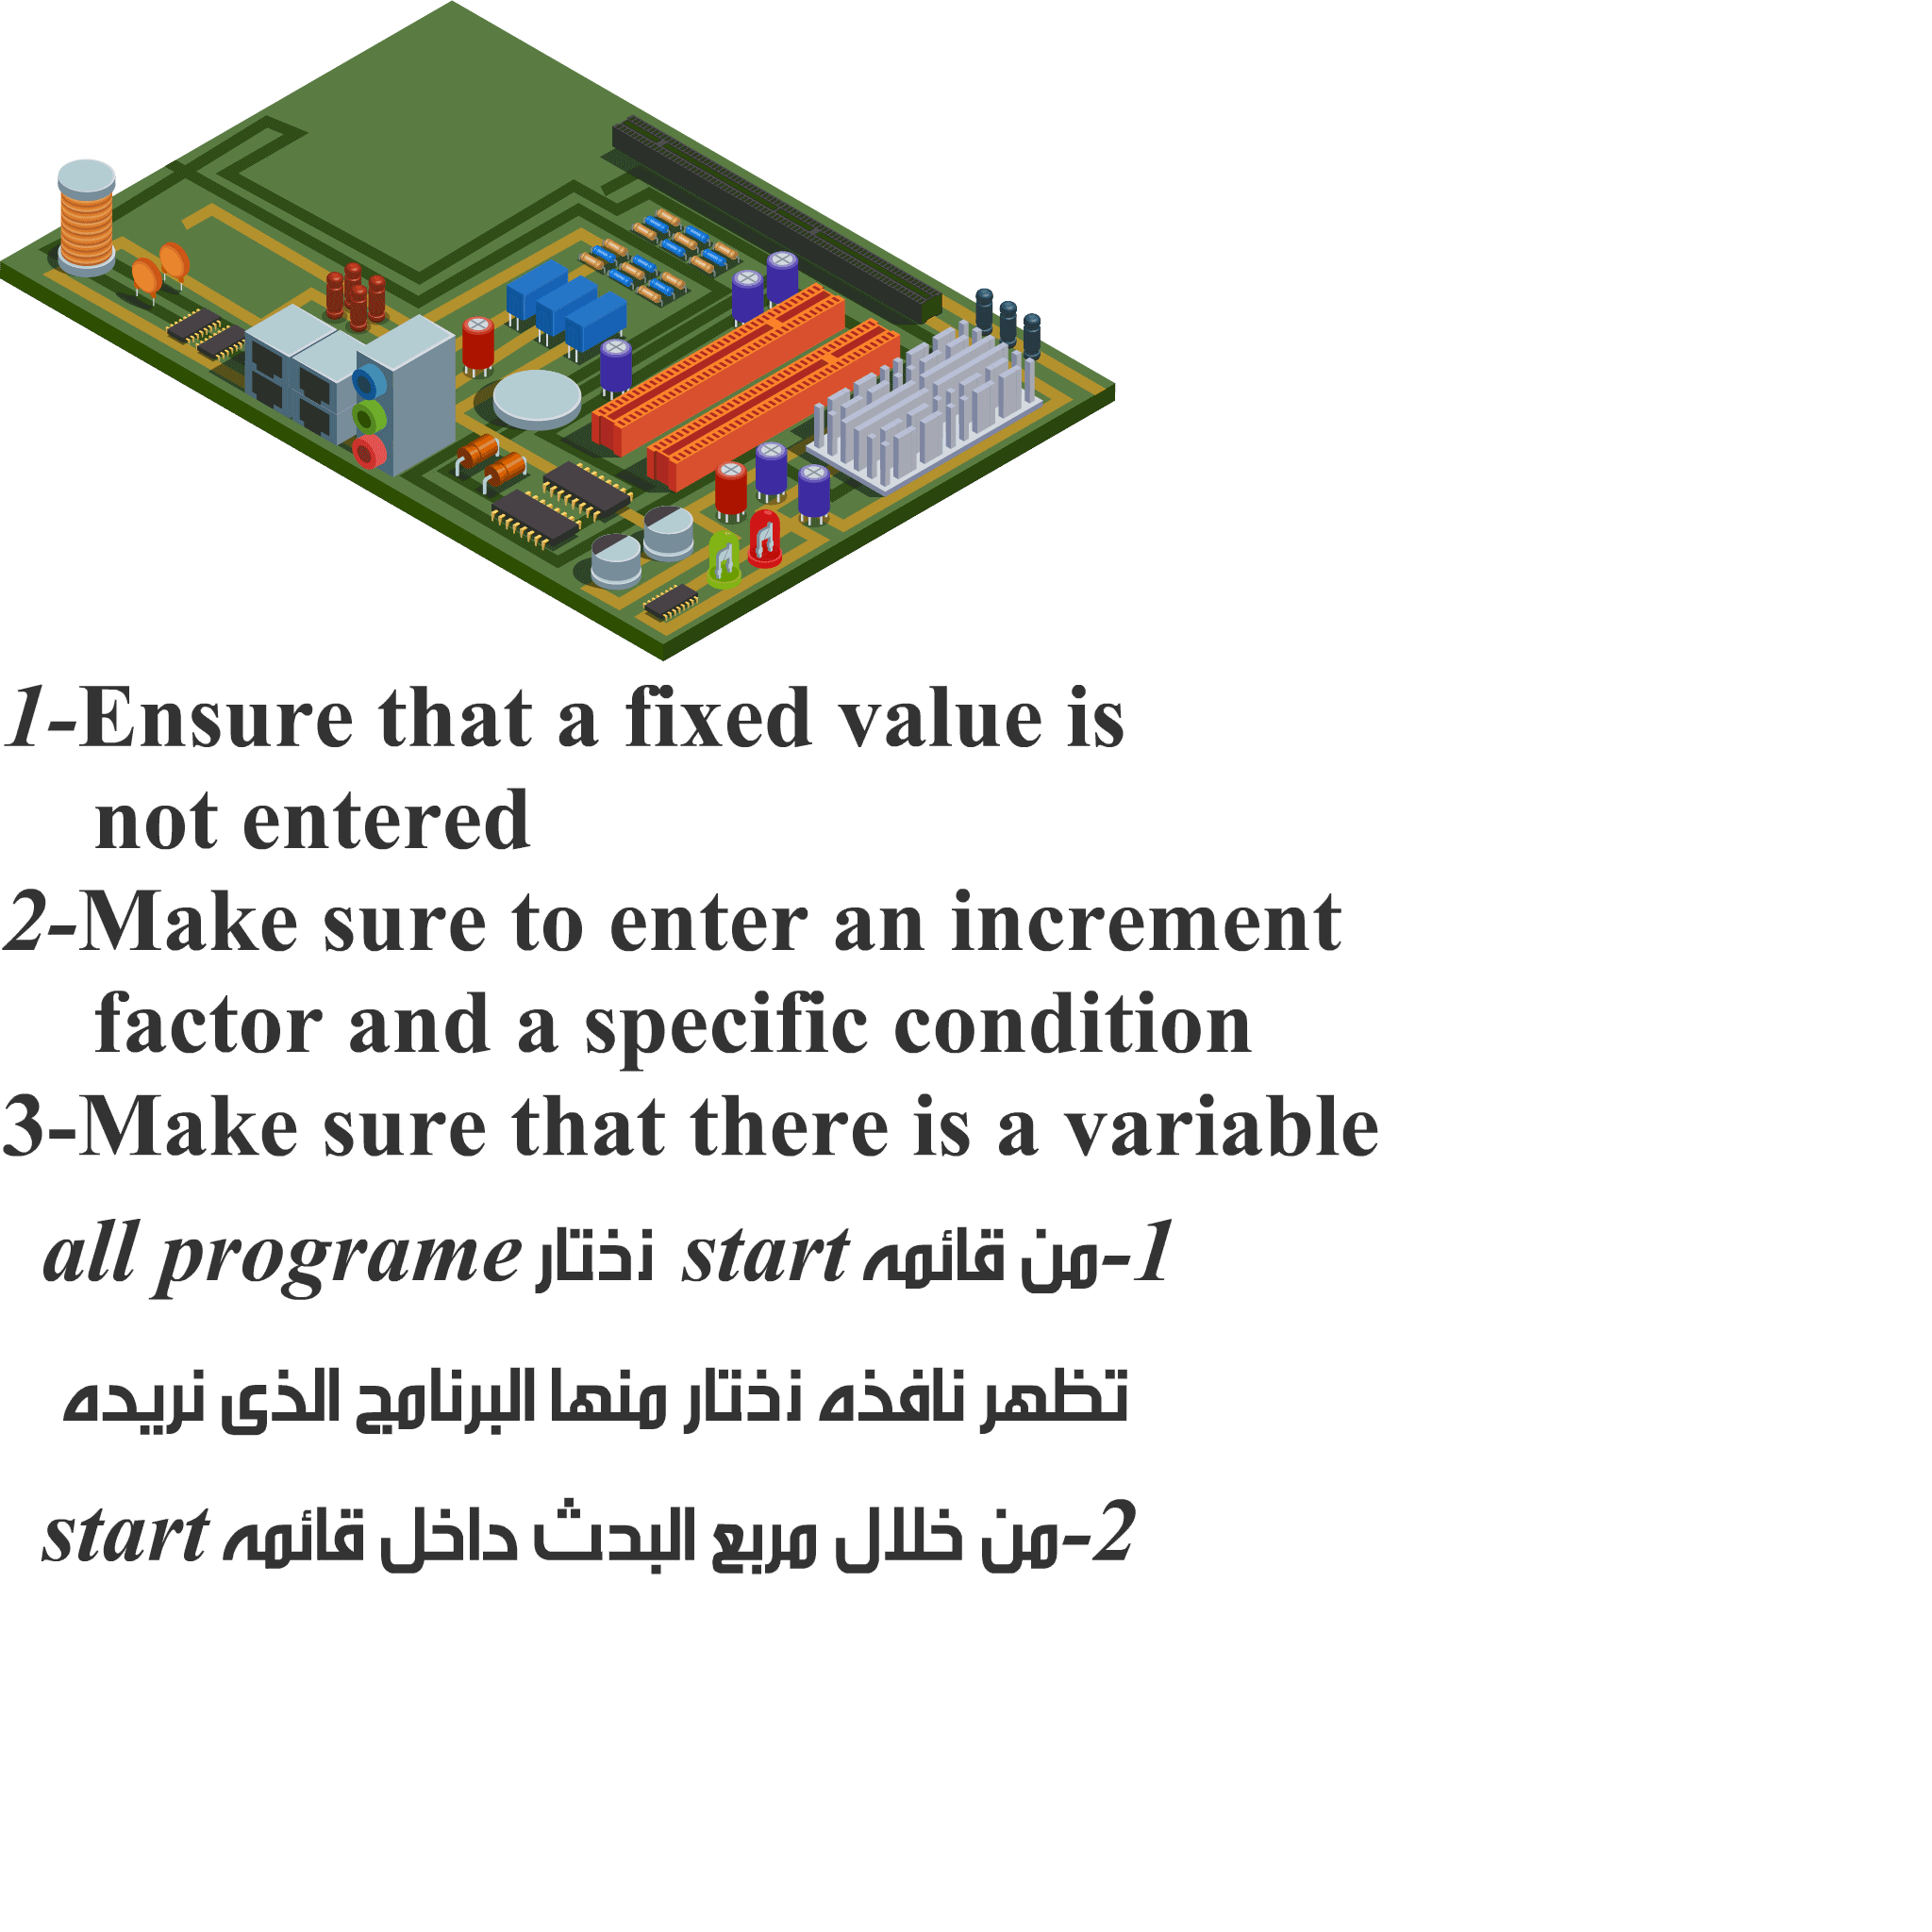 1-Ensure that a fixed value is
not entered
2-Make sure to enter an increment
factor and a specific condition
3-Make sure that there is a variable
1-من قائمه start نختار all programe
تظهر نافذه نختار منها البرنامج الذى نريده
2-من خلال مربع البحث داخل قائمه start